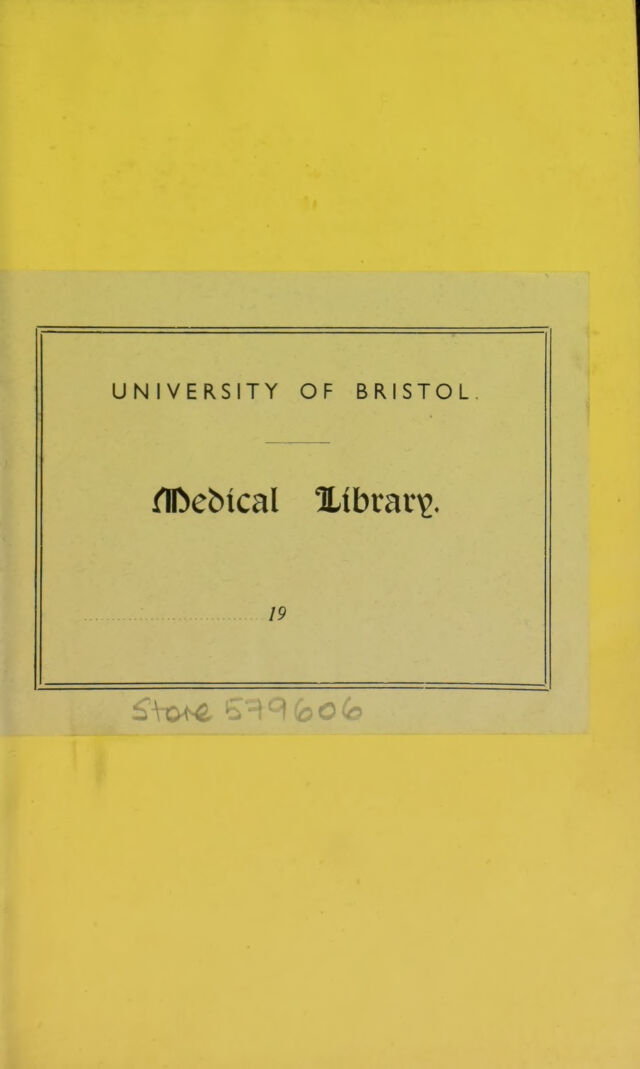 UNIVERSITY OF BRISTOL.
Medical Library.
............................19
Store 579606